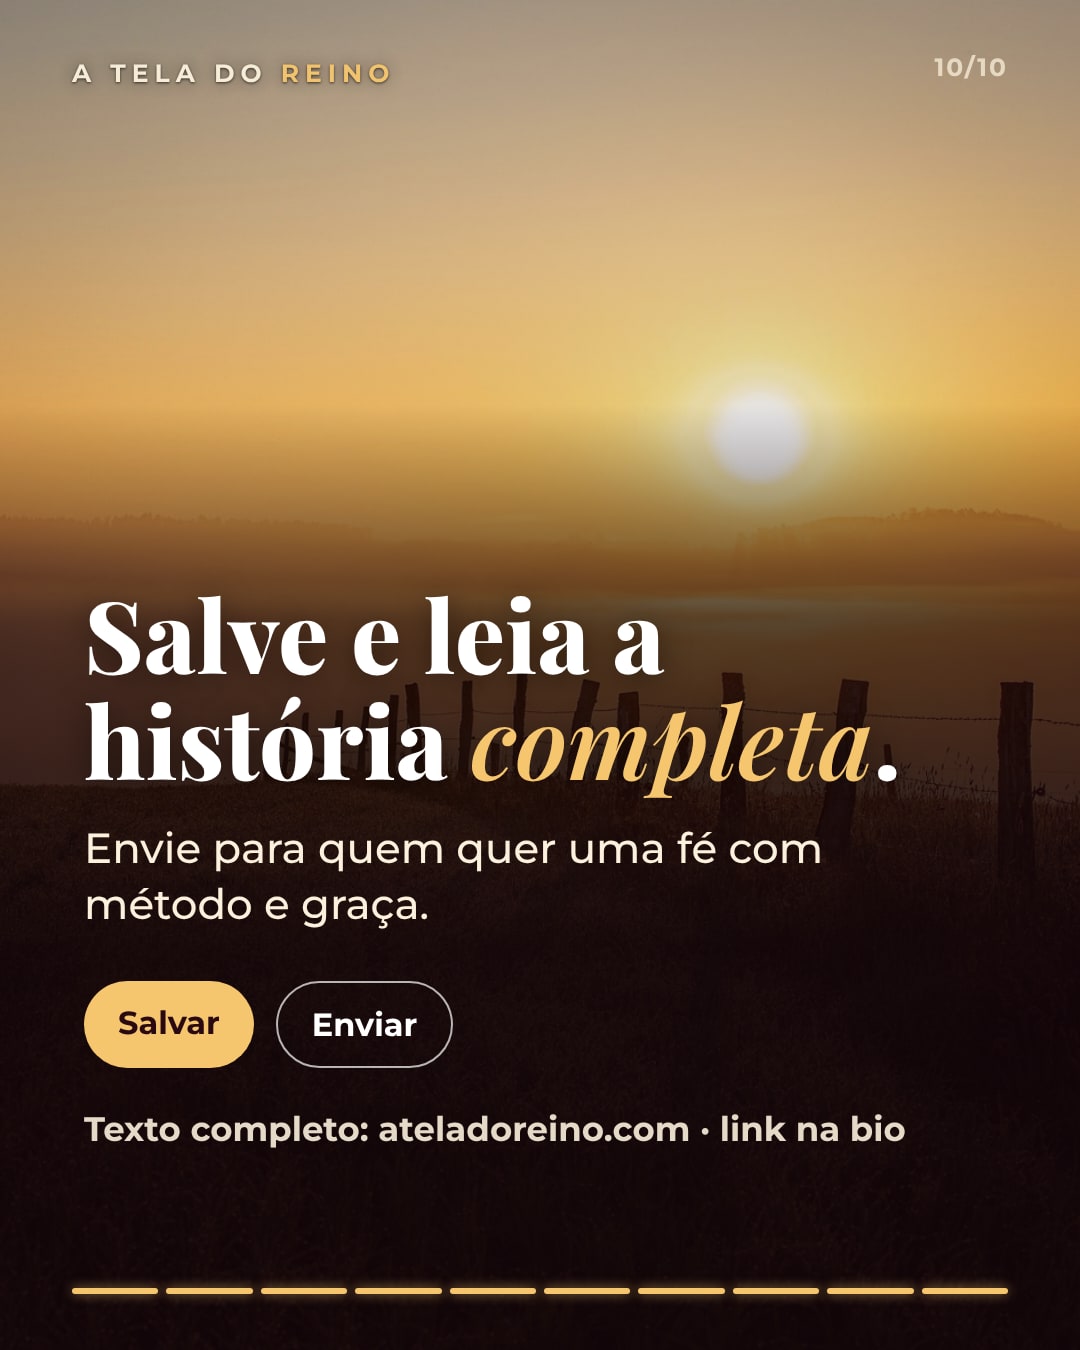 A TELA DO REINO
10/10
Salve e leia a
história completa.
Envie para quem quer uma fé com
método e graça.
Salvar
Enviar
Texto completo: ateladoreino.com · link na bio